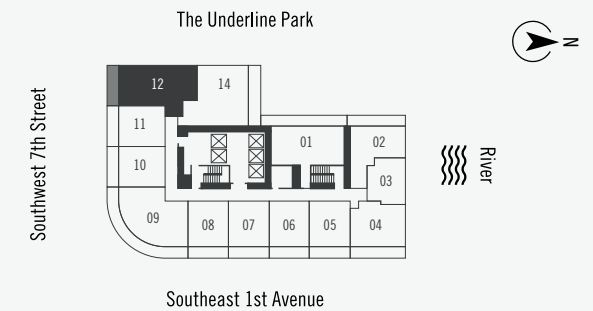 The Underline Park
N
Southwest 7th Street
12
14
11
01
02
10
03
09
08
07
06
05
04
River
Southeast 1st Avenue